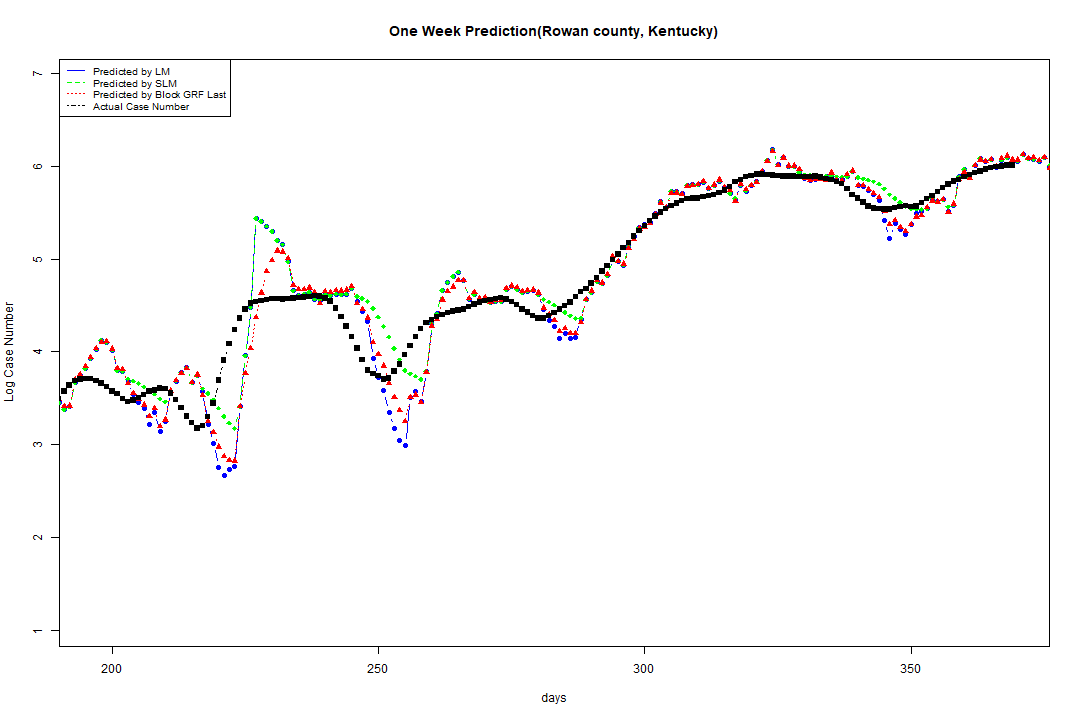 One Week Prediction(Rowan county, Kentucky)
Predicted by LM
Predicted by SLM
Predicted by Block GRF Last
Actual Case Number
7
6
5
4
3
2
1
Log Case Number
200 250 300 350
days